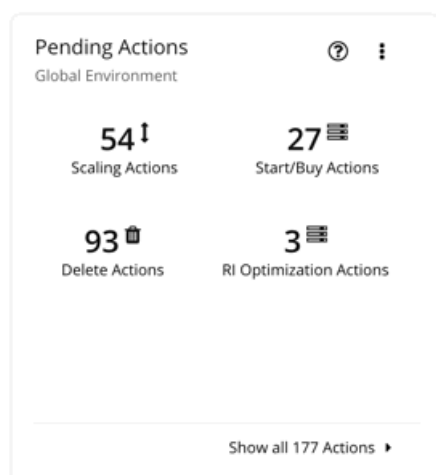 Pending Actions
Global Environment
54
Scaling Actions
27
Start/Buy Actions
93
Delete Actions
3
RI Optimization Actions
Show all 177 Actions